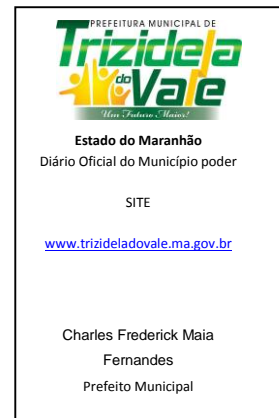 PREFEITURA MUNICIPAL DE
Trizidela
do Vale
Um Futuro Maior!
Estado do Maranhão
Diário Oficial do Município poder
SITE
www.trizideladovale.ma.gov.br
Charles Frederick Maia
Fernandes
Prefeito Municipal